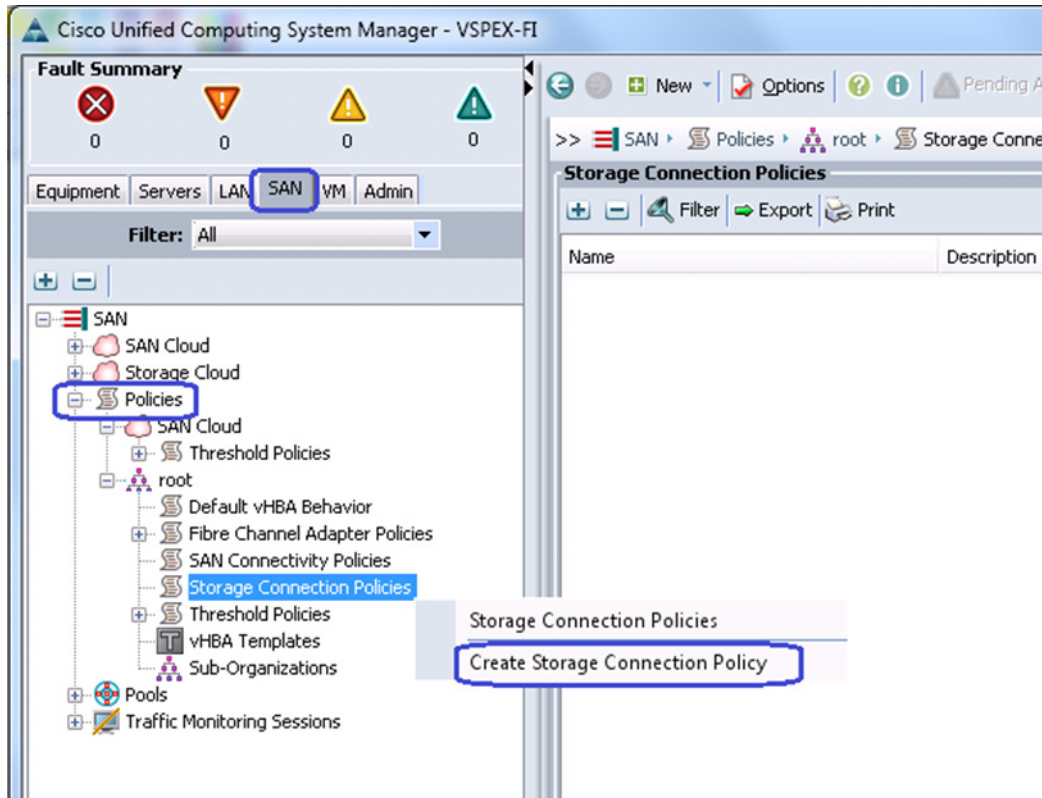 Cisco Unified Computing System Manager - VSPEX-FI
Fault Summary
0 0 0 0
Equipment Servers LAN SAN VM Admin
Filter: All
SAN
SAN Cloud
Storage Cloud
Policies
SAN Cloud
Threshold Policies
root
Default vHBA Behavior
Fibre Channel Adapter Policies
SAN Connectivity Policies
Storage Connection Policies
Threshold Policies
T vHBA Templates
Sub-Organizations
Pools
Traffic Monitoring Sessions
New Options Pending A
>> SAN Policies root Storage Conne
Storage Connection Policies
Filter Export Print
Name Description
Storage Connection Policies
Create Storage Connection Policy